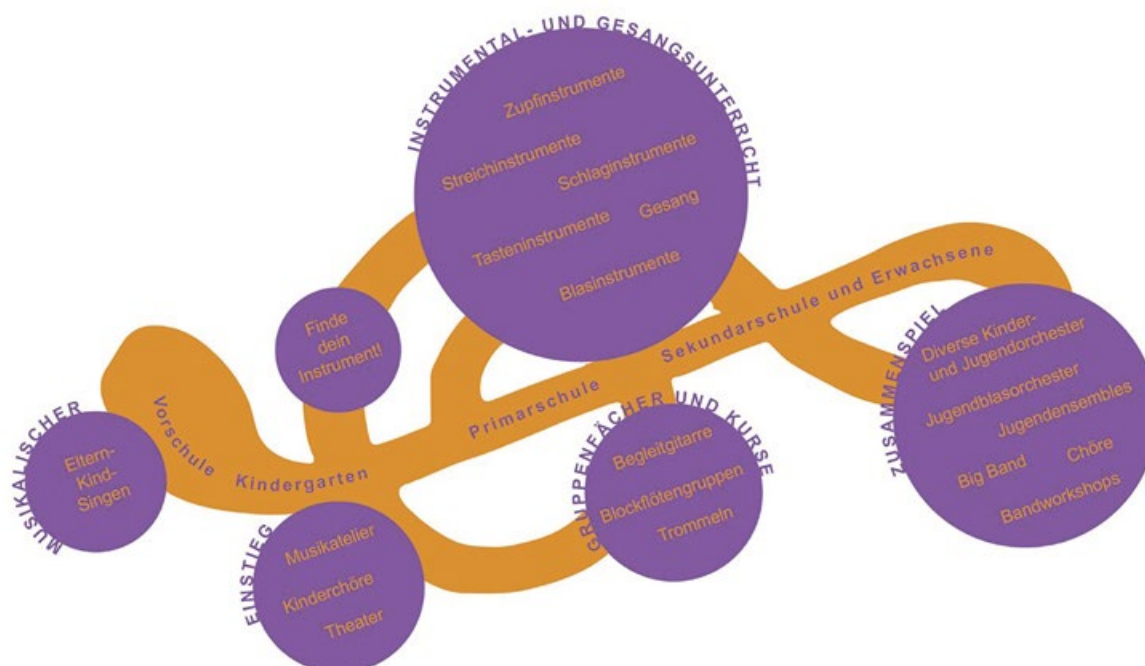 INSTRUMENTAL- UND GESANGSUNTERRICHT
Zupfinstrumente
Streichinstrumente
Schlaginstrumente
Tasteninstrumente
Gesang
Blasinstrumente
Finde
dein
Instrument!
Vorschule
Kindergarten
Primarschule
Sekundarschule und Erwachsene
MUSIKALISCHER
Eltern-
Kind-
Singen
EINSTIEG
Musikatelier
Kinderchöre
Theater
GRUPPENFÄCHER UND KURSE
Begleitgitarre
Blockflötengruppen
Trommeln
ZUSAMMENSPIEL
Diverse Kinder-
und Jugendorchester
Jugendblasorchester
Jugendensembles
Big Band
Chöre
Bandworkshops